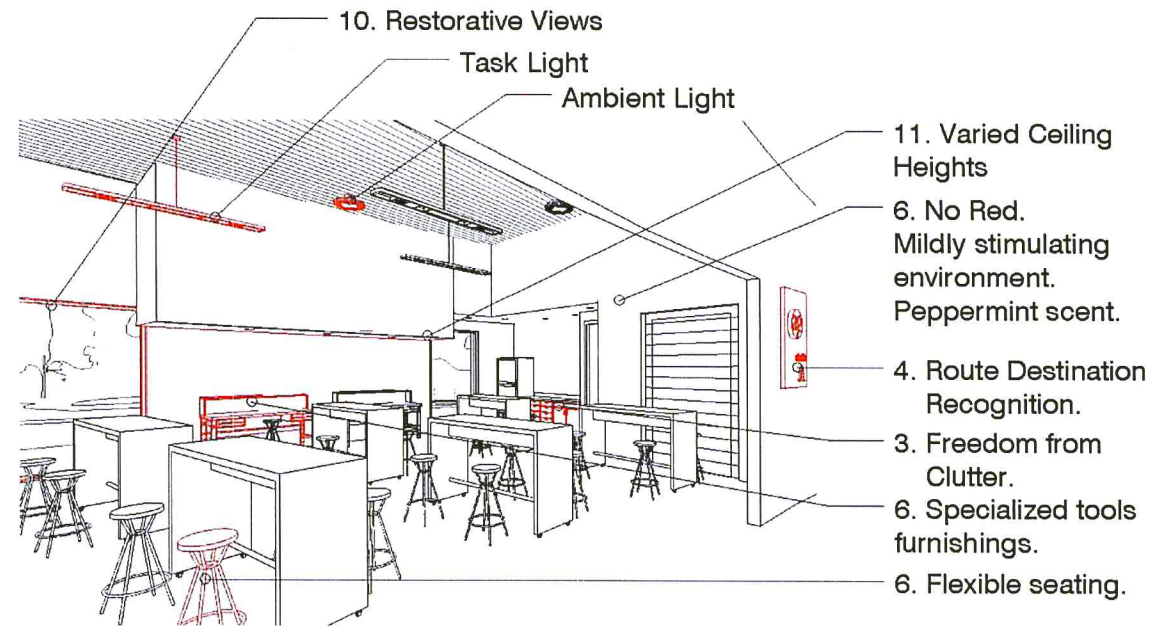 10. Restorative Views
Task Light
Ambient Light
11. Varied Ceiling
Heights
6. No Red.
Mildly stimulating
environment.
Peppermint scent.
4. Route Destination
Recognition.
3. Freedom from
Clutter.
6. Specialized tools
furnishings.
6. Flexible seating.